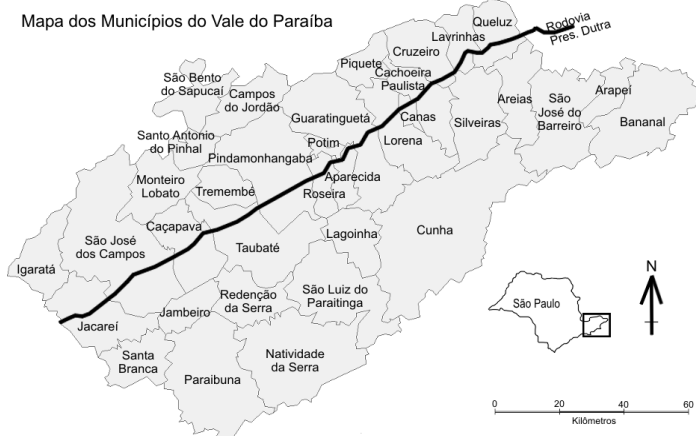 Mapa dos Municípios do Vale do Paraíba
Queluz
Rodovia
Pres. Dutra
Lavrinhas
Cruzeiro
Piquete
Cachoeira
Paulista
São Bento
do Sapucaí
Campos
do Jordão
Areias
São
José do
Barreiro
Arapeí
Bananal
Guaratinguetá
Canas
Silveiras
Santo Antonio
do Pinhal
Potim
Lorena
Pindamonhangaba
Monteiro
Lobato
Tremembé
Aparecida
Roseira
Caçapava
São José
dos Campos
Taubaté
Lagoinha
Cunha
Igaratá
Redenção
da Serra
São Luiz do
Paraitinga
Jambeiro
Jacareí
Santa
Branca
Natividade
da Serra
Paraibuna
N
São Paulo
0 20 40 60
Kilômetros